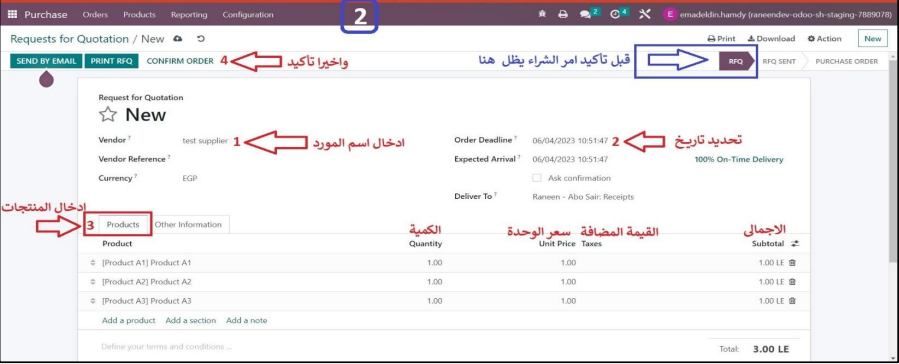 Purchase Orders Products Reporting Configuration 2 2 4 E emadeldin.hamdy (raneendev-odoo-sh-staging-7889078)
Requests for Quotation / New Print Download Action New
SEND BY EMAIL PRINT RFQ CONFIRM ORDER 4 واخيرا تأكيد قبل تأكيد امر الشراء يظل هنا RFQ RFQ SENT PURCHASE ORDER
Request for Quotation
New
Vendor ? test supplier 1 ادخال اسم المورد Order Deadline ? 06/04/2023 10:51:47 2 تحديد تاريخ
Vendor Reference ? Expected Arrival ? 06/04/2023 10:51:47 100% On-Time Delivery
Currency ? EGP Ask confirmation
Deliver To ? Raneen - Abo Sair: Receipts
ادخال المنتجات
3 Products Other Information
الكمية سعر الوحدة القيمة المضافة الاجمالى
Product Quantity Unit Price Taxes Subtotal
[Product A1] Product A1 1.00 1.00 1.00 LE
[Product A2] Product A2 1.00 1.00 1.00 LE
[Product A3] Product A3 1.00 1.00 1.00 LE
Add a product Add a section Add a note
Define your terms and conditions ...
Total: 3.00 LE